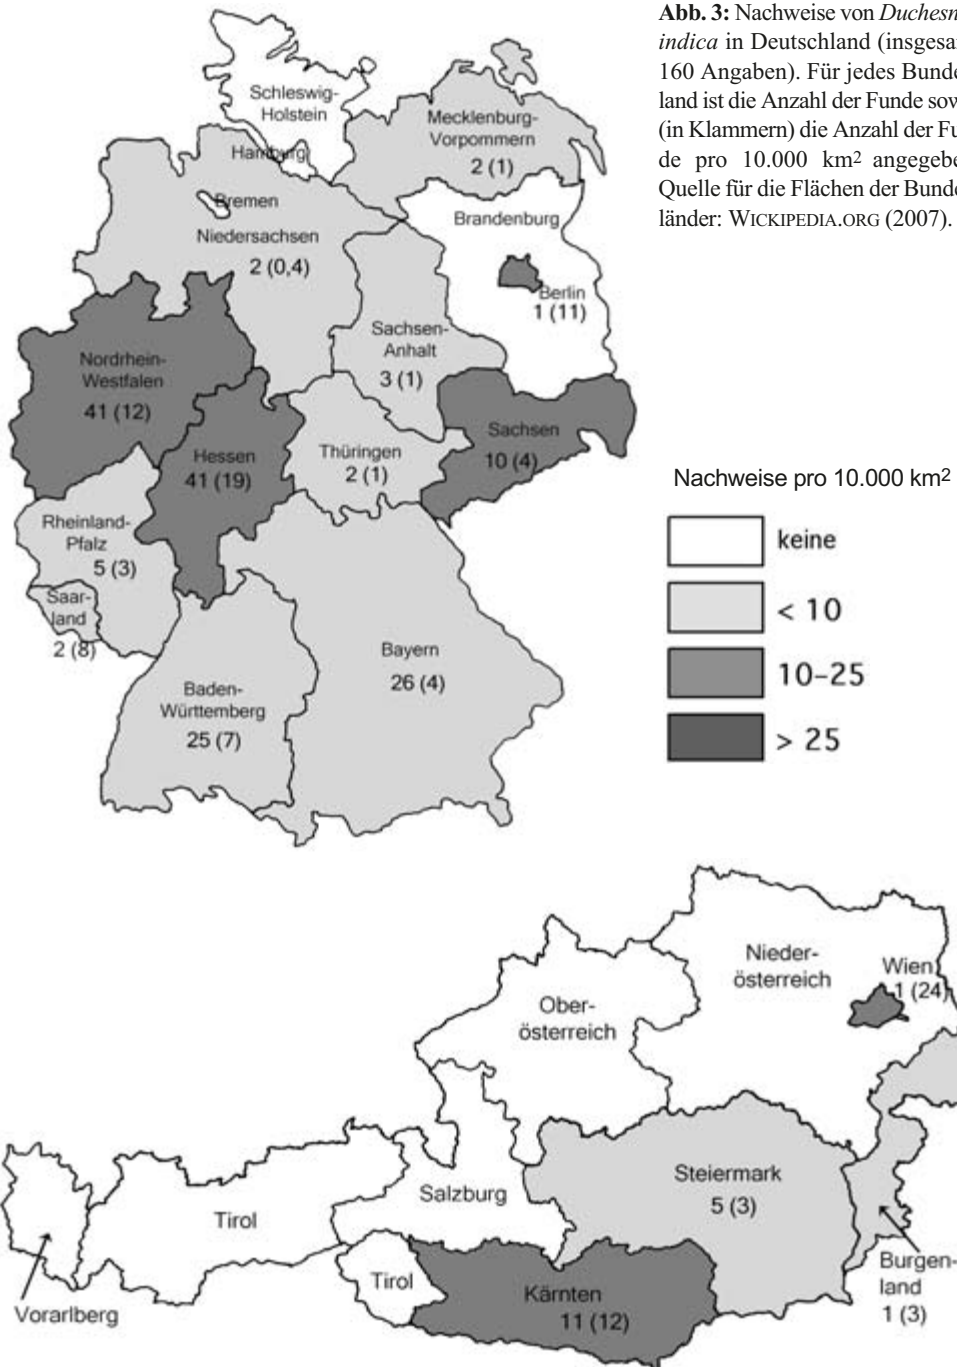 Abb. 3: Nachweise von Duchesn
indica in Deutschland (insgesa
160 Angaben). Für jedes Bunde
land ist die Anzahl der Funde sow
(in Klammern) die Anzahl der Fu
de pro 10.000 km² angegebe
Quelle für die Flächen der Bunde
länder: WICKIPEDIA.ORG (2007).
Schleswig-
Holstein
Mecklenburg-
Vorpommern
2 (1)
Hamburg
Bremen
Niedersachsen
2 (0,4)
Brandenburg
Berlin
1 (11)
Sachsen-
Anhalt
3 (1)
Nordrhein-
Westfalen
41 (12)
Hessen
41 (19)
Thüringen
2 (1)
Sachsen
10 (4)
Rheinland-
Pfalz
5 (3)
Saar-
land
2 (8)
Bayern
26 (4)
Baden-
Württemberg
25 (7)
Nachweise pro 10.000 km²
keine
< 10
10–25
> 25
Nieder-
österreich
Wien
1 (24)
Ober-
österreich
Steiermark
5 (3)
Salzburg
Tirol
Tirol
Kärnten
11 (12)
Burgen-
land
1 (3)
Vorarlberg